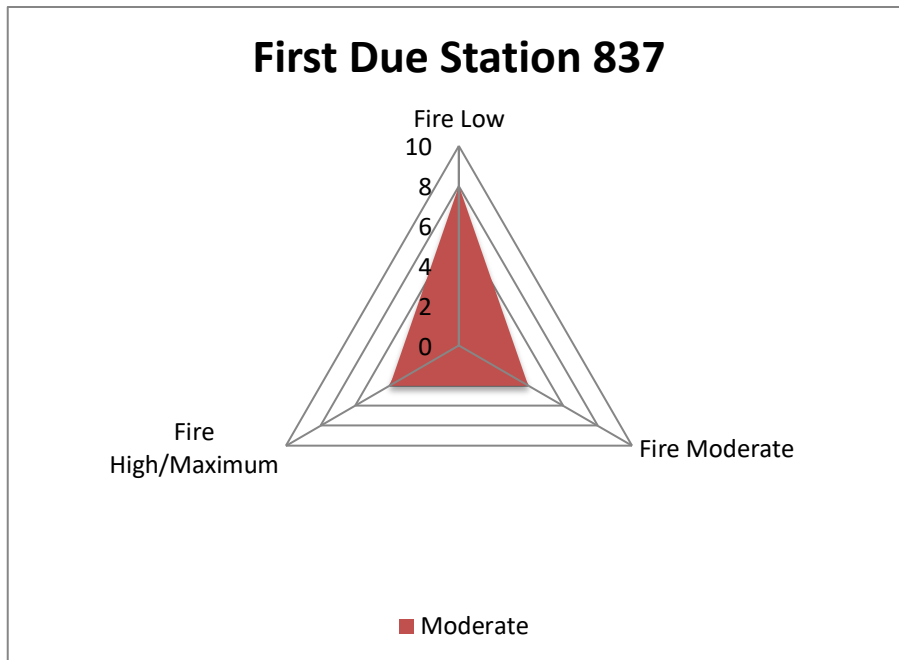 First Due Station 837
Fire Low
10
8
6
4
2
0
Fire
High/Maximum
Fire Moderate
Moderate